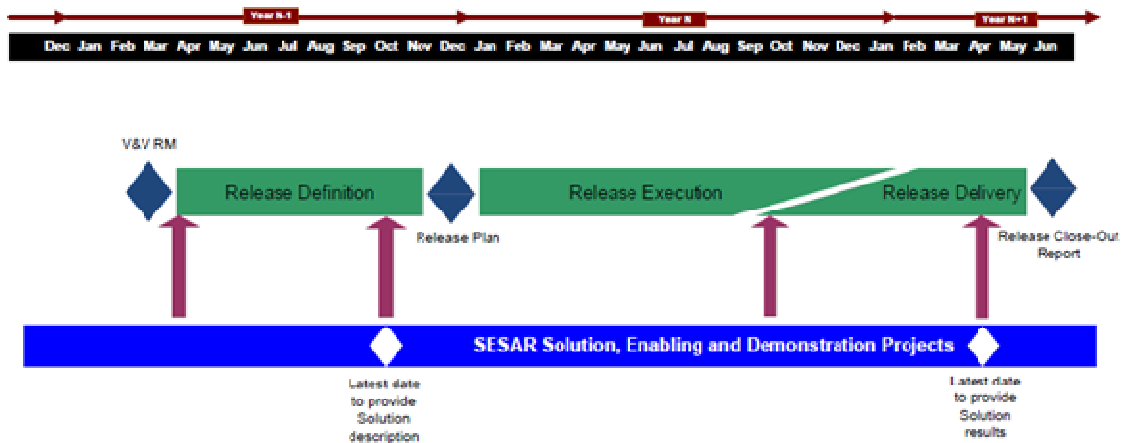 Year N-1 Year N Year N+1
Dec Jan Feb Mar Apr May Jun Jul Aug Sep Oct Nov Dec Jan Feb Mar Apr May Jun Jul Aug Sep Oct Nov Dec Jan Feb Mar Apr May Jun
V&V RM
Release Definition
Release Execution
Release Delivery
Release Plan
Release Close-Out
Report
SESAR Solution, Enabling and Demonstration Projects
Latest date
to provide
Solution
description
Latest date
to provide
Solution
results